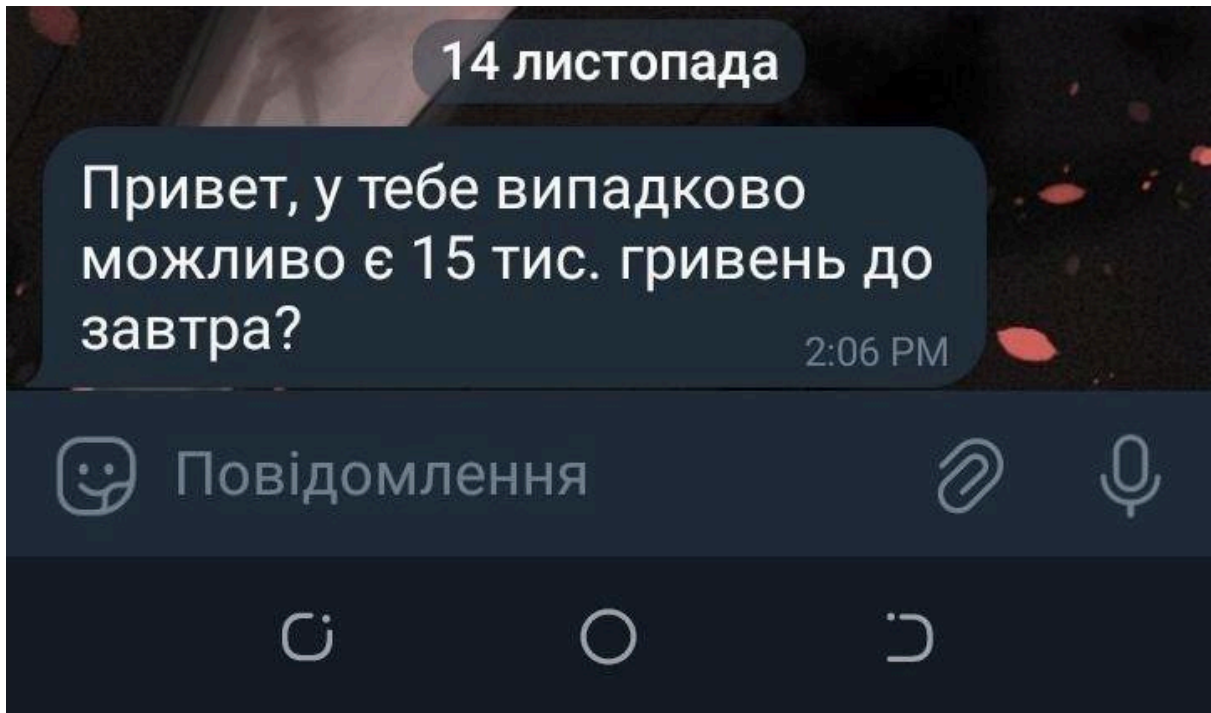 14 листопада
Привет, у тебе випадково
можливо є 15 тис. гривень до
завтра?
2:06 PM
Повідомлення